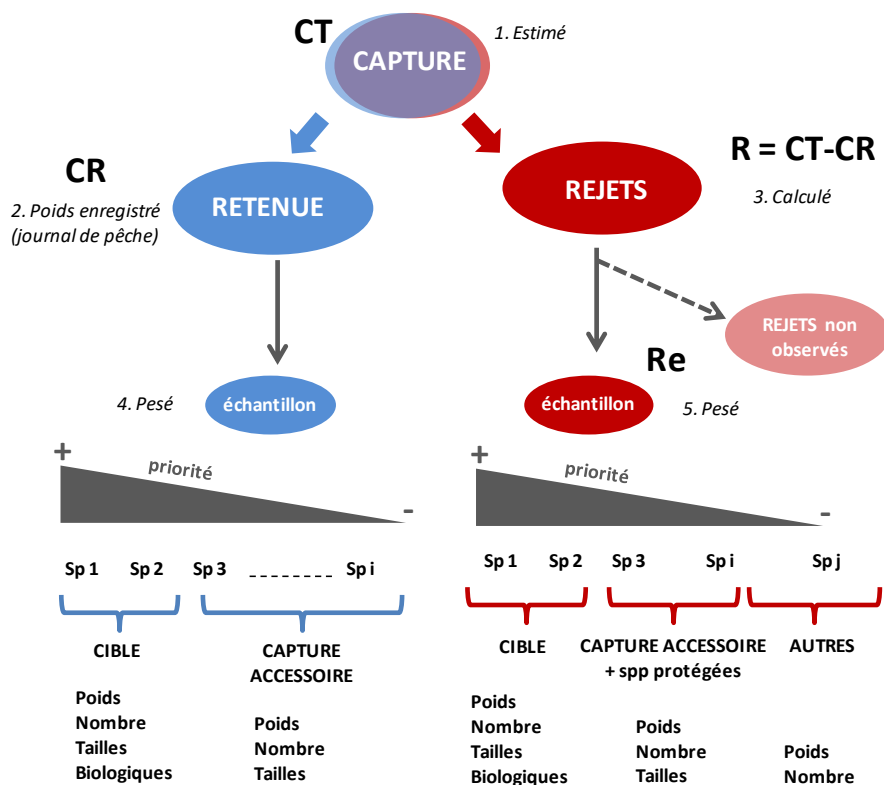 CT
CAPTURE
1. Estimé
CR
2. Poids enregistré
(journal de pêche)
RETENUE
REJETS
R = CT-CR
3. Calculé
REJETS non
observés
4. Pesé
échantillon
Re
échantillon
5. Pesé
+
priorité
-
+
priorité
-
Sp 1 Sp 2 Sp 3 -------- Sp i
Sp 1 Sp 2 Sp 3 Sp i Sp j
CIBLE
CAPTURE
ACCESSOIRE
Poids
Nombre
Tailles
Biologiques
Poids
Nombre
Tailles
CIBLE
CAPTURE ACCESSOIRE
+ spp protégées
AUTRES
Poids
Nombre
Tailles
Biologiques
Poids
Nombre
Tailles
Poids
Nombre